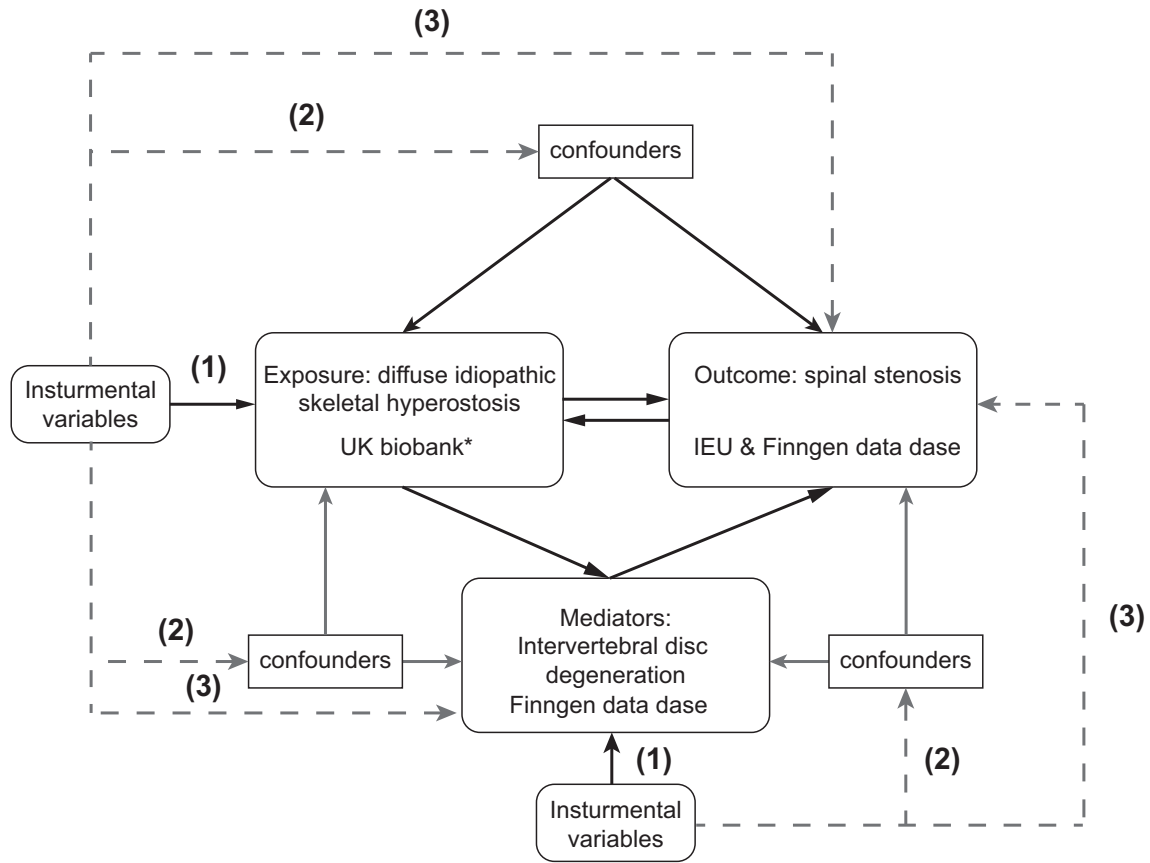 (3)
(2)
confounders
(1)
Insturmental
variables
Exposure: diffuse idiopathic
skeletal hyperostosis
UK biobank*
Outcome: spinal stenosis
IEU & Finngen data dase
(2)
confounders
(3)
Mediators:
Intervertebral disc
degeneration
Finngen data dase
confounders
(3)
(1)
(2)
Insturmental
variables